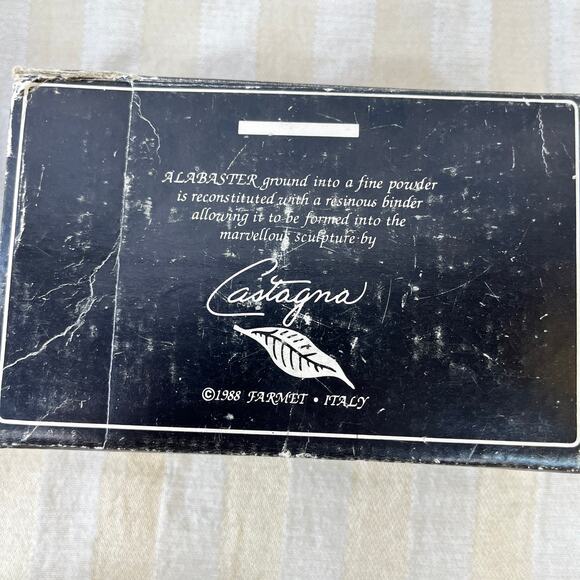 ALABASTER ground into a fine powder
is reconstituted with a resinous binder
allowing it to be formed into the
marvellous sculpture by
Castagna
©1988 FARMET • ITALY